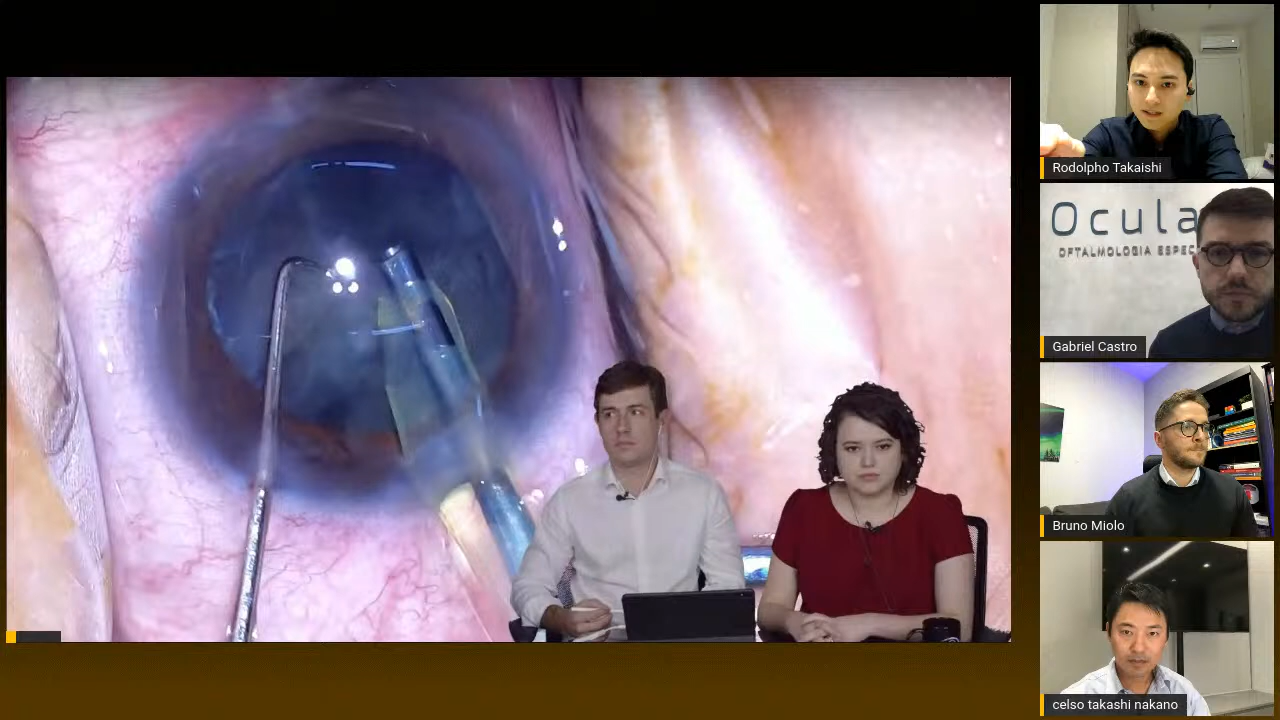 Rodolpho Takaishi
Ocula
OFTALMOLOGIA ESPEC
Gabriel Castro
Bruno Miolo
celso takashi nakano